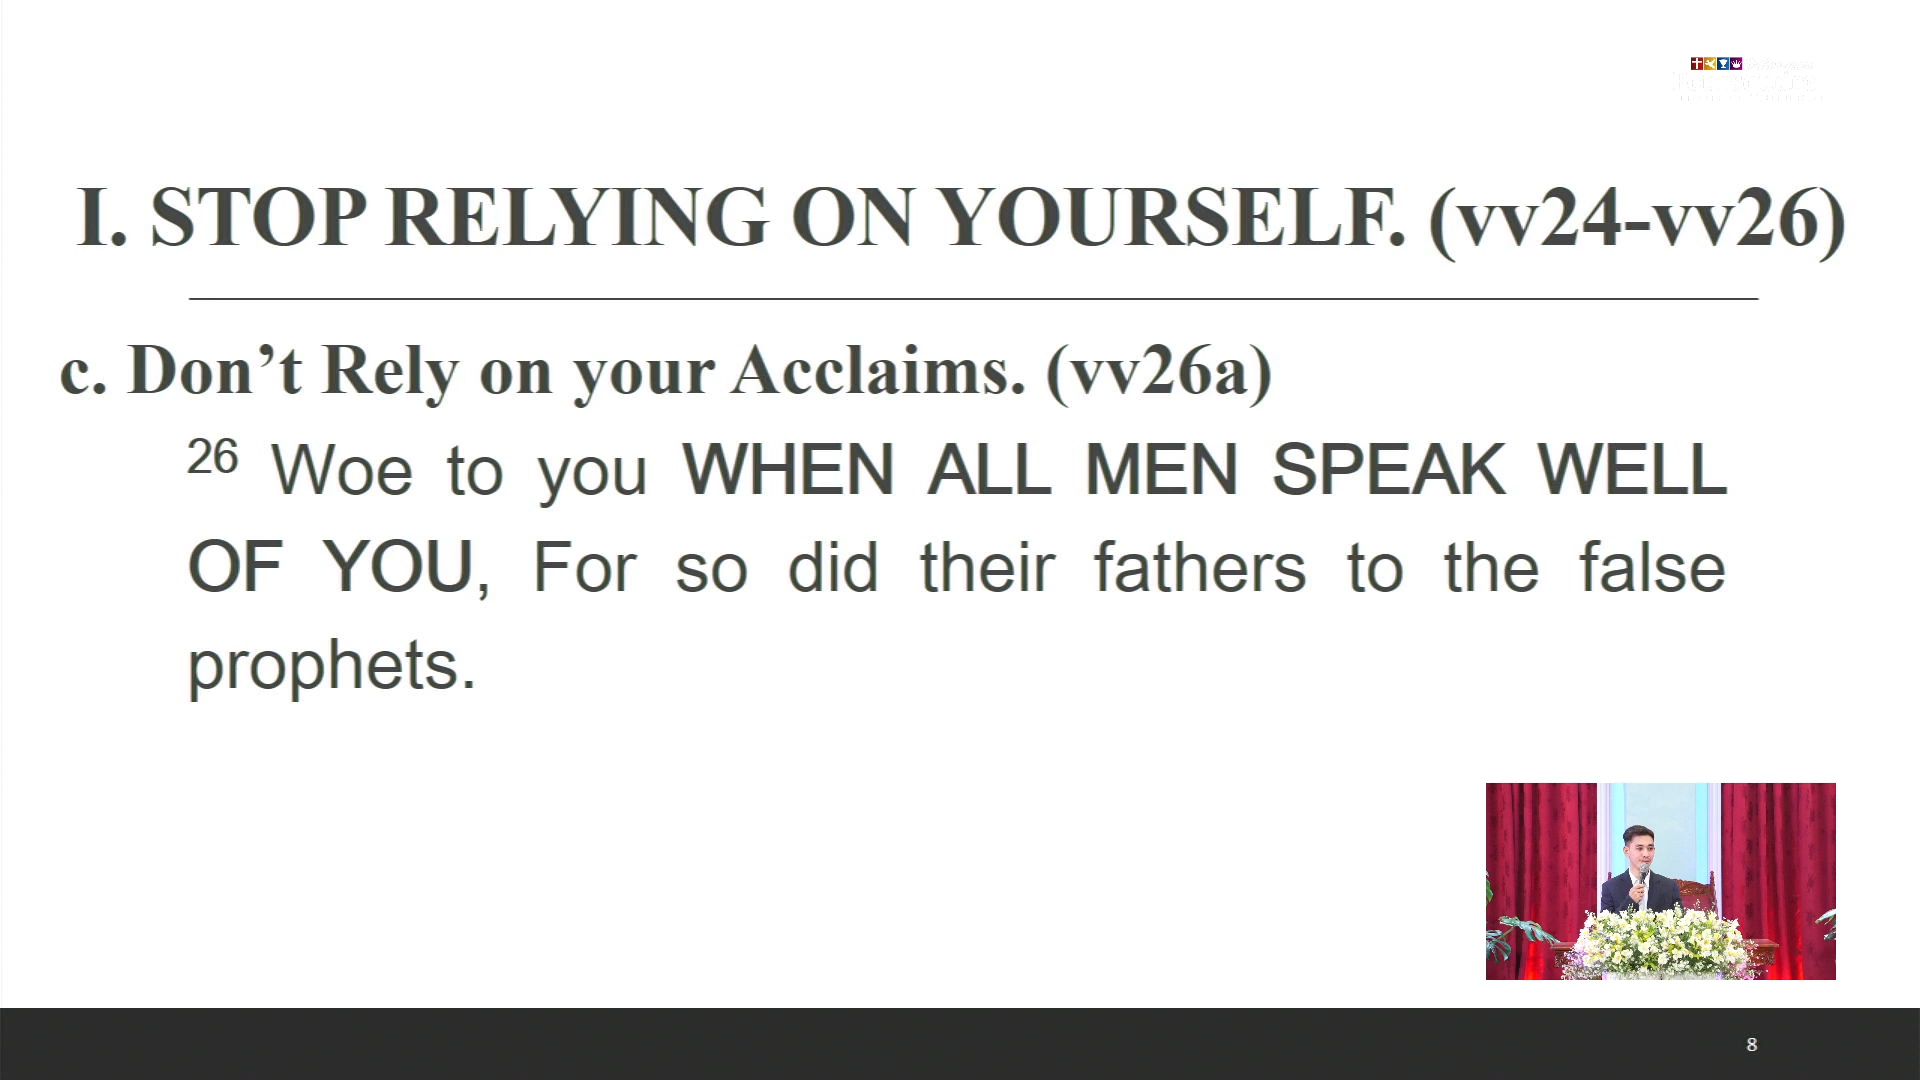 I. STOP RELYING ON YOURSELF. (vv24-vv26)
c. Don’t Rely on your Acclaims. (vv26a)
26 Woe to you WHEN ALL MEN SPEAK WELL
OF YOU, For so did their fathers to the false
prophets.
8